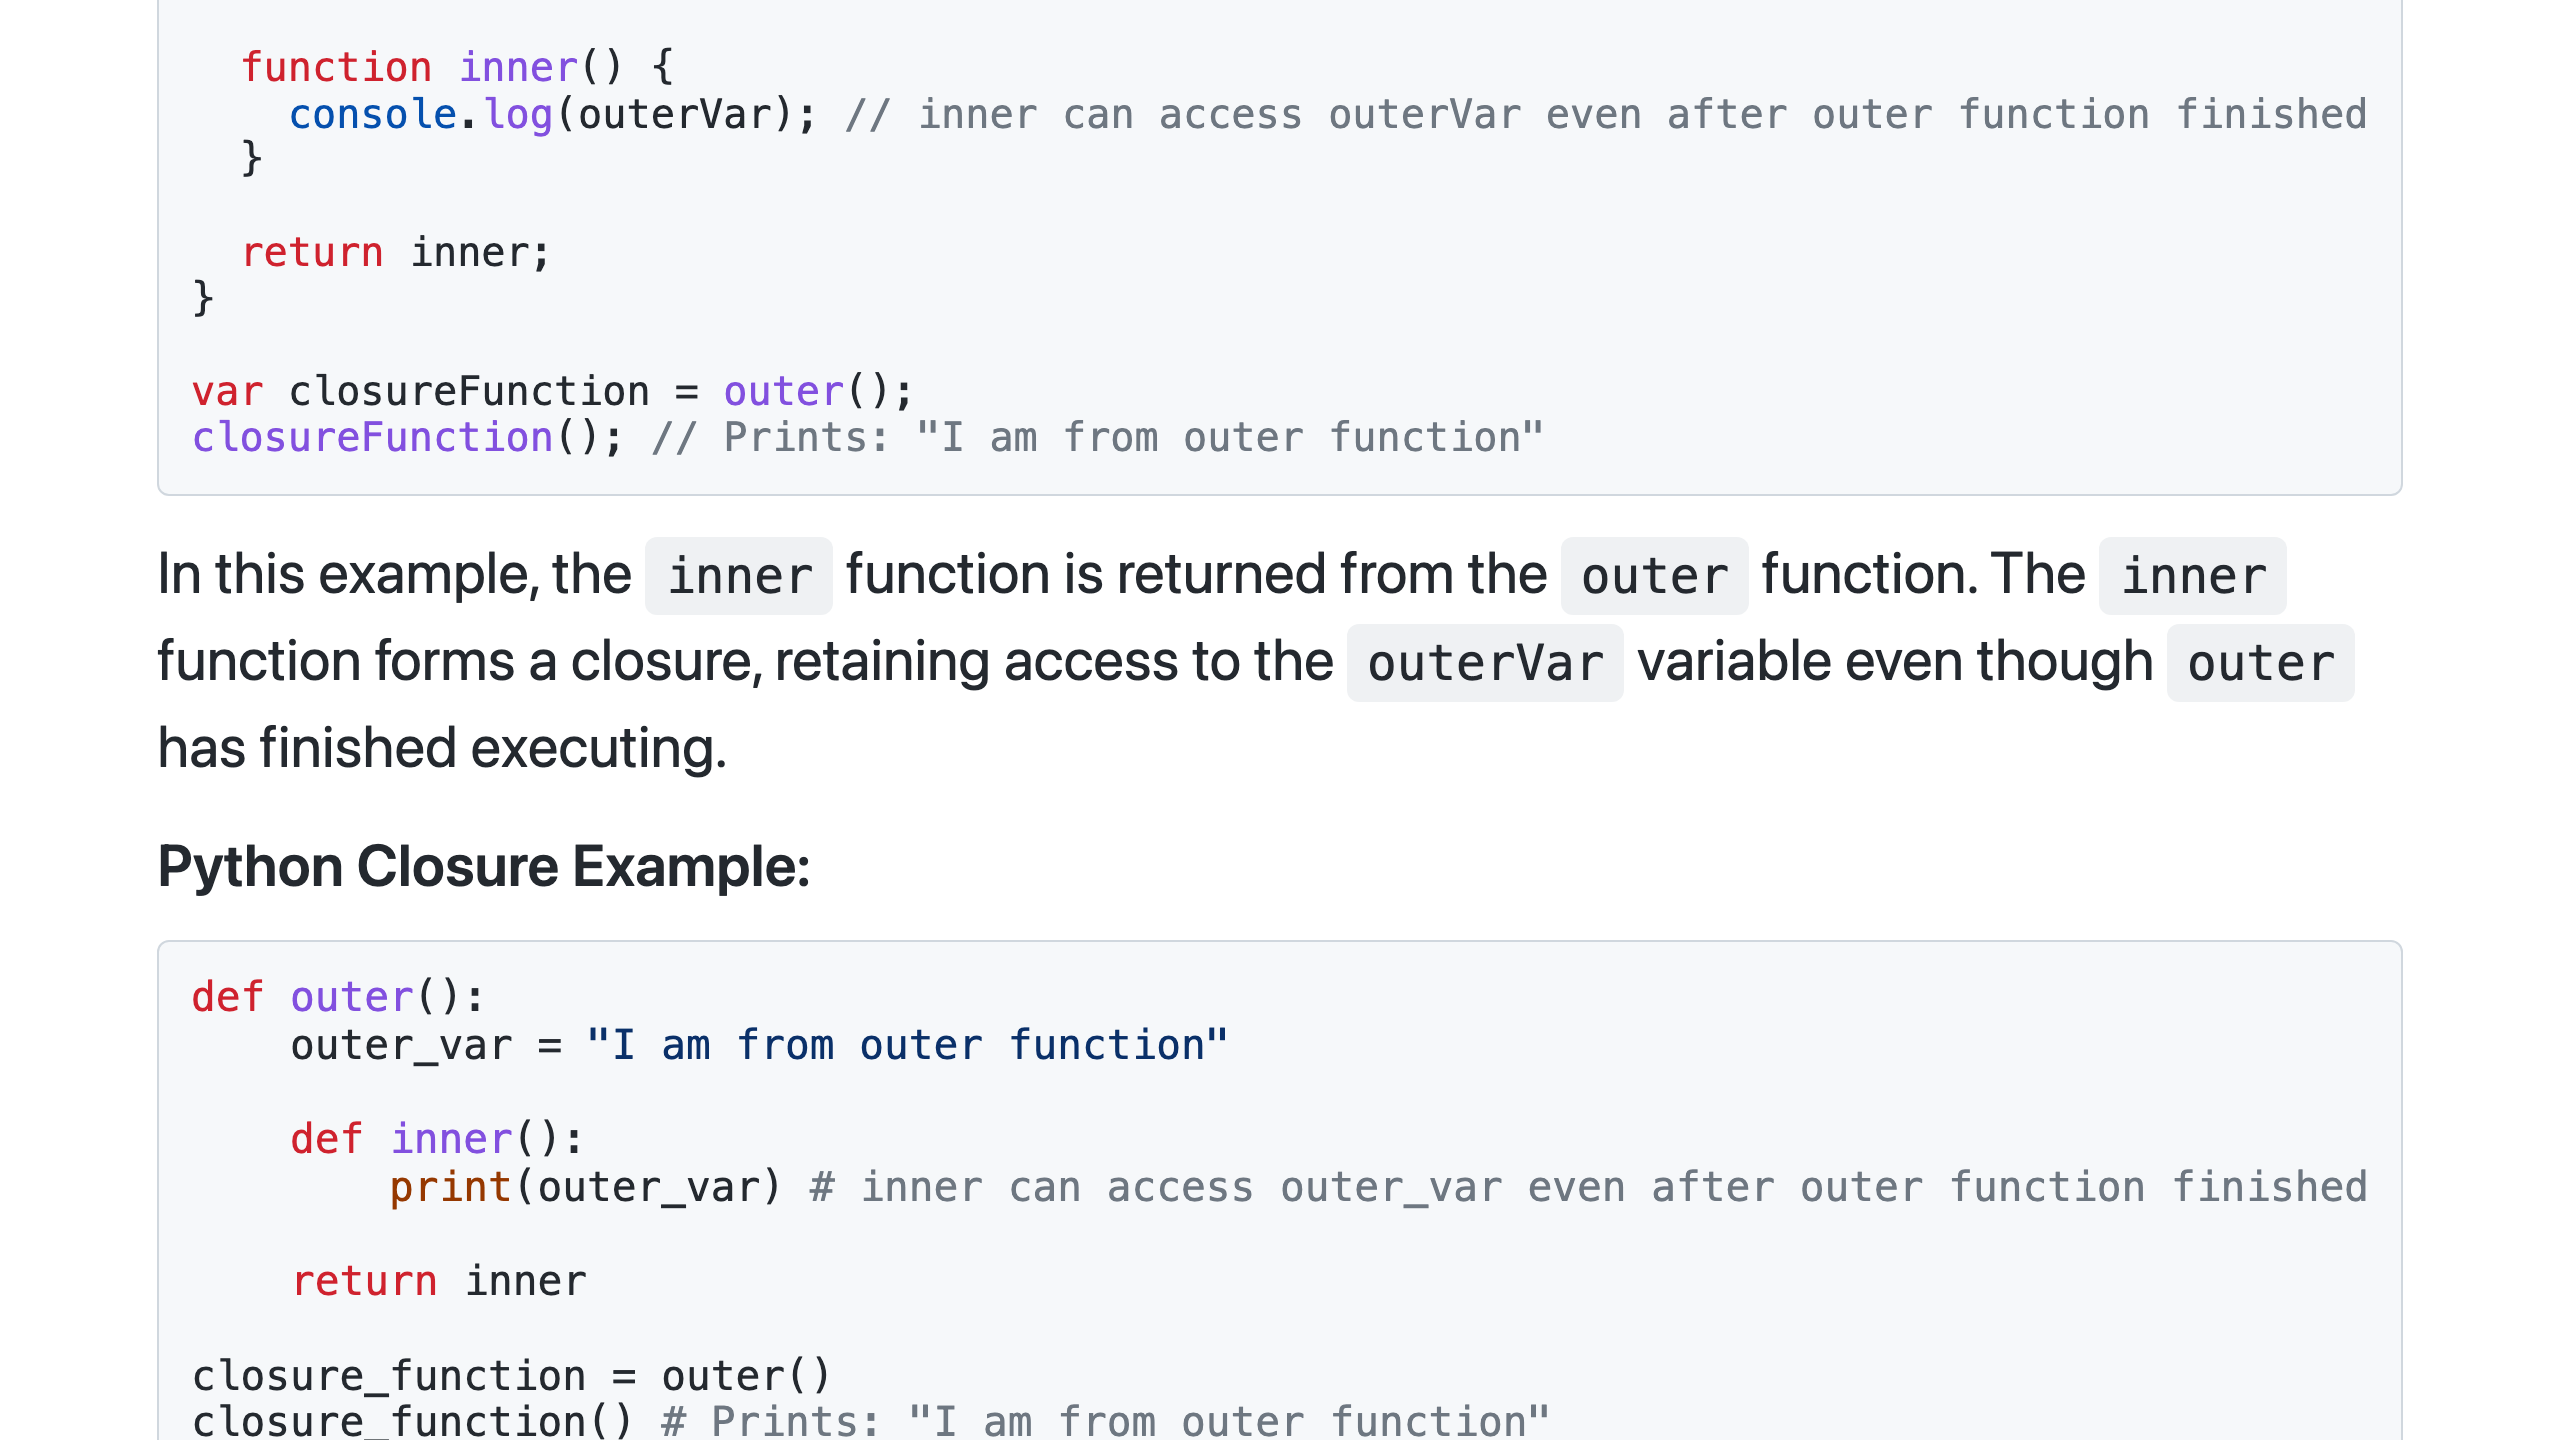 function inner() {
console.log(outerVar); // inner can access outerVar even after outer function finished
}
return inner;
}
var closureFunction = outer();
closureFunction(); // Prints: "I am from outer function"
In this example, the inner function is returned from the outer function. The inner
function forms a closure, retaining access to the outerVar variable even though outer
has finished executing.
Python Closure Example:
def outer():
outer_var = "I am from outer function"
def inner():
print(outer_var) # inner can access outer_var even after outer function finished
return inner
closure_function = outer()
closure_function() # Prints: "I am from outer function"